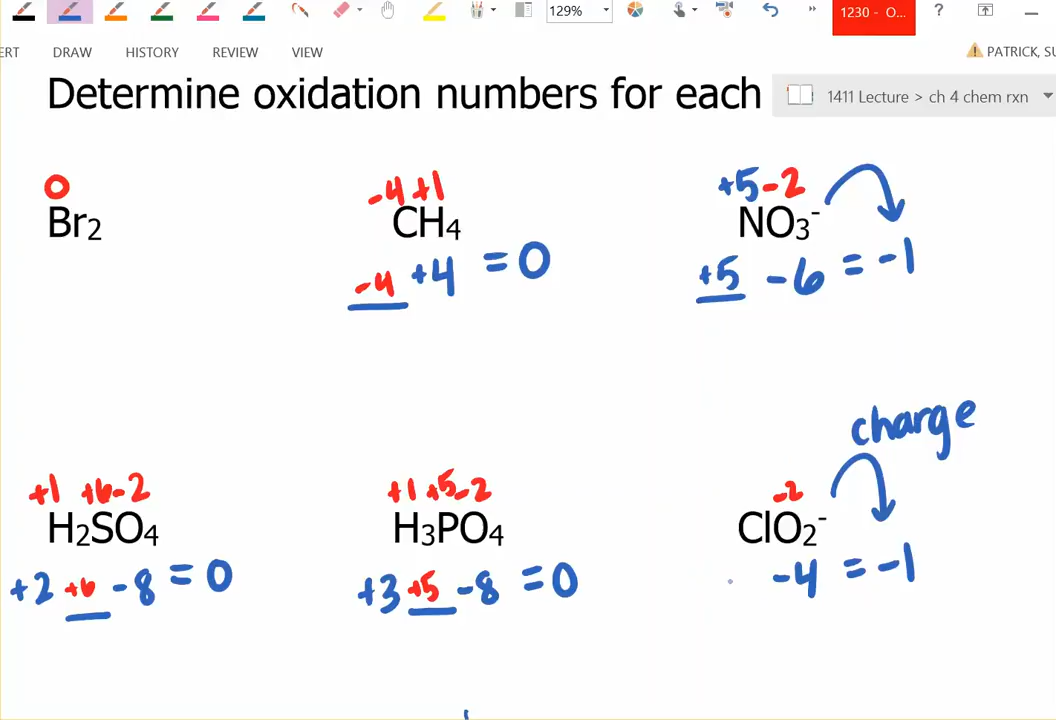 129% 1230 - O... ?
ERT DRAW HISTORY REVIEW VIEW PATRICK, SU
Determine oxidation numbers for each
1411 Lecture > ch 4 chem rxn
0
Br2
-4 +1
CH4
-4 +4 = 0
+5 -2
NO3-
+5 -6 = -1
+1 +6 -2
H2SO4
+2 +6 -8 = 0
+1 +5 -2
H3PO4
+3 +5 -8 = 0
charge
-2
ClO2-
-4 = -1